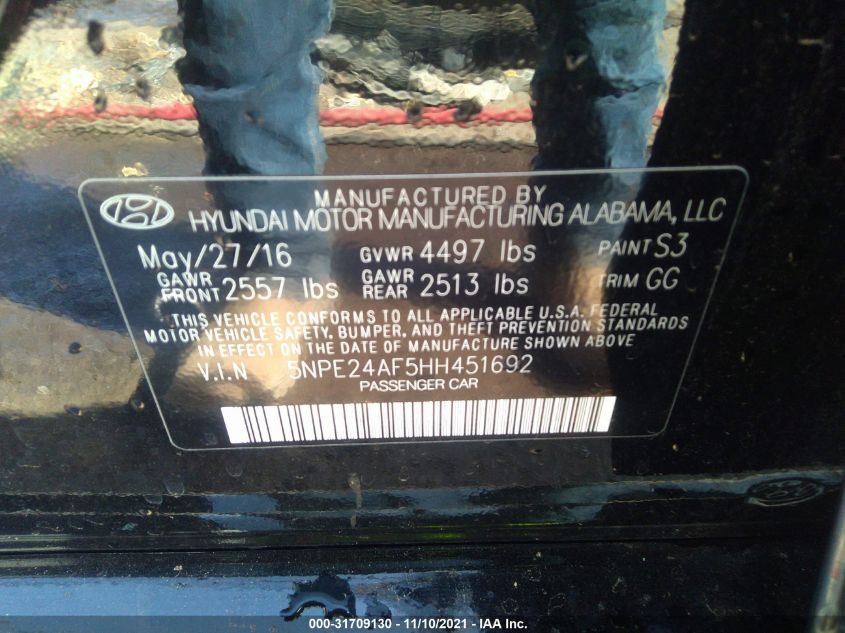 MANUFACTURED BY
HYUNDAI MOTOR MANUFACTURING ALABAMA, LLC
May/27/16 GVWR 4497 lbs PAINT S3
GAWR FRONT 2557 lbs GAWR REAR 2513 lbs TRIM GG
THIS VEHICLE CONFORMS TO ALL APPLICABLE U.S.A. FEDERAL
MOTOR VEHICLE SAFETY, BUMPER, AND THEFT PREVENTION STANDARDS
IN EFFECT ON THE DATE OF MANUFACTURE SHOWN ABOVE
V.I.N 5NPE24AF5HH451692
PASSENGER CAR
000-31709130 - 11/10/2021 - IAA Inc.